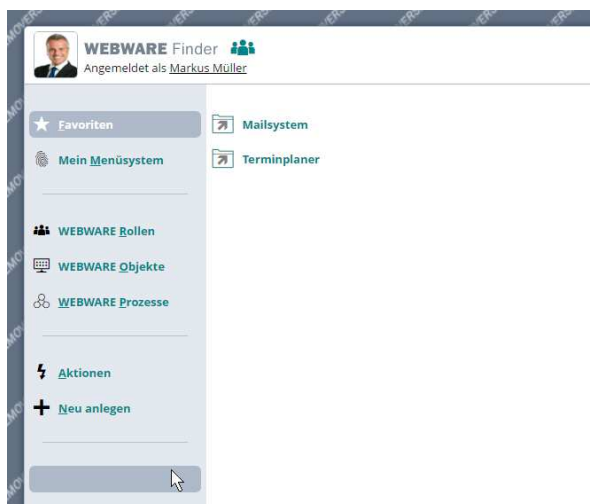 WEBWARE Finder
Angemeldet als Markus Müller
Favoriten
Mein Menüsystem
WEBWARE Rollen
WEBWARE Objekte
WEBWARE Prozesse
Aktionen
Neu anlegen
Mailsystem
Terminplaner